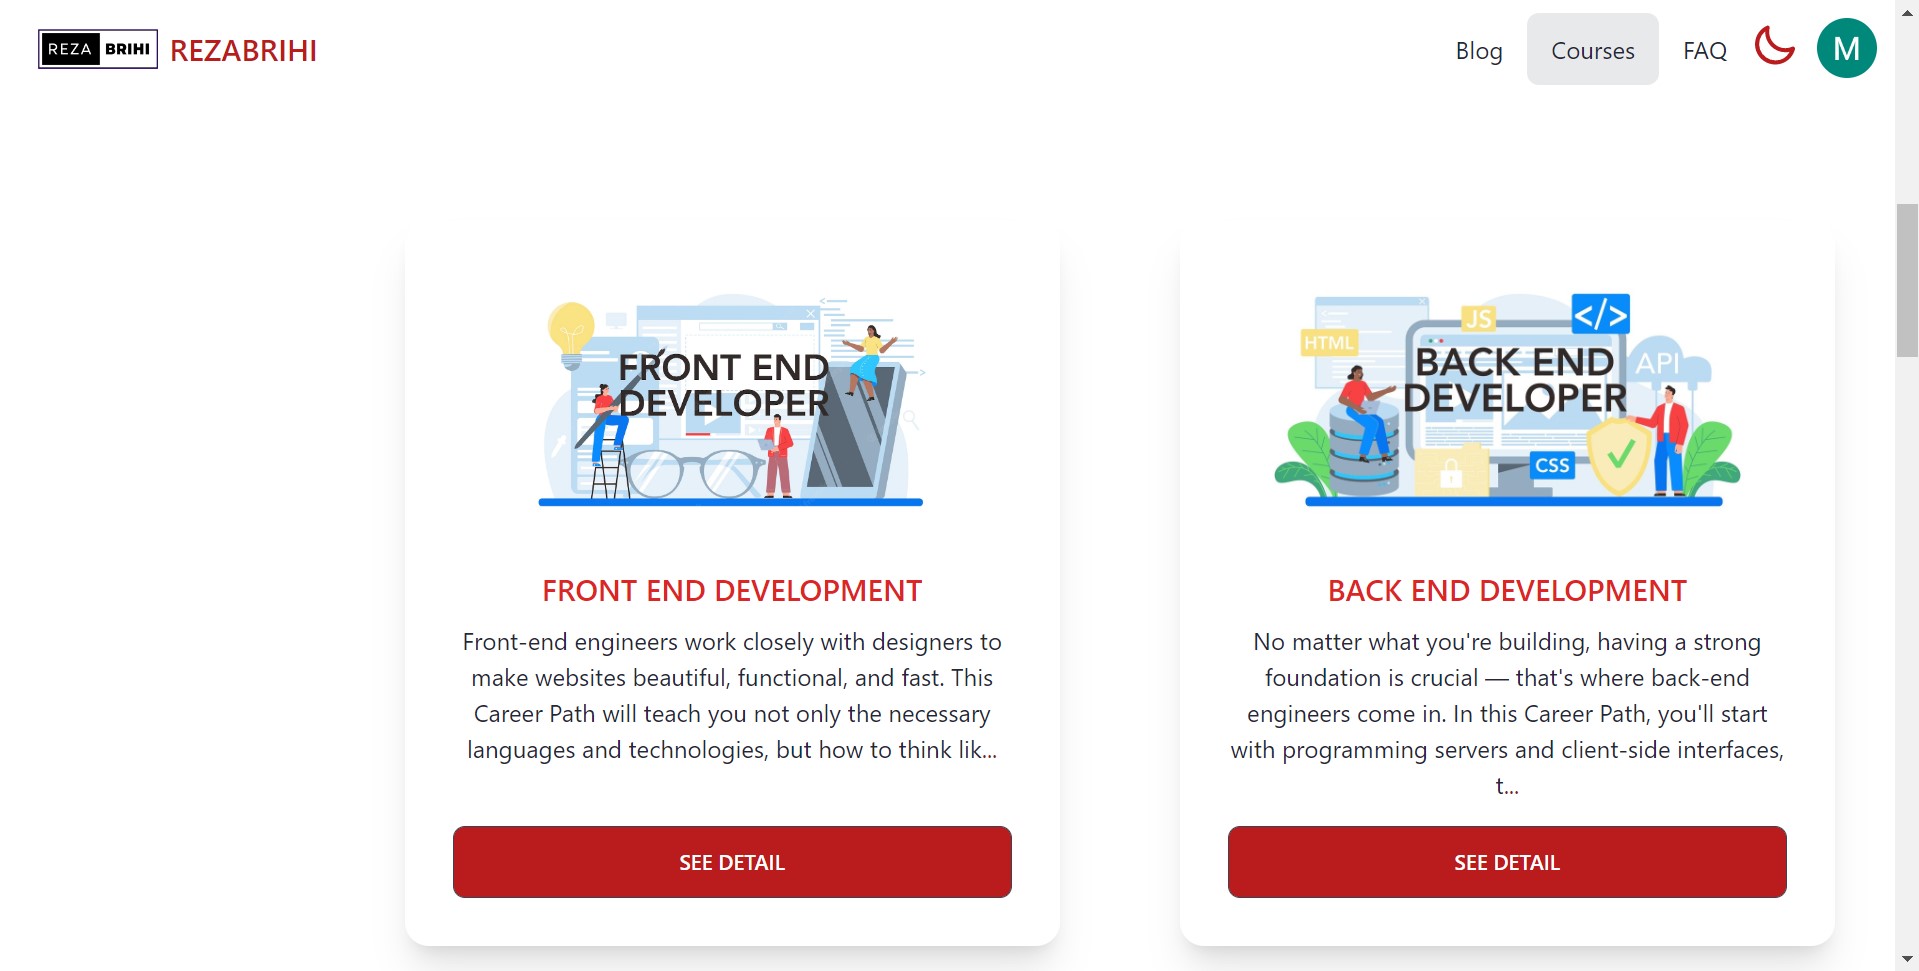 REZA BRIHI REZABRIHI
Blog
Courses
FAQ
M
FRONT END
DEVELOPER
FRONT END DEVELOPMENT
Front-end engineers work closely with designers to
make websites beautiful, functional, and fast. This
Career Path will teach you not only the necessary
languages and technologies, but how to think lik...
SEE DETAIL
</>
JS
HTML
API
BACK END
DEVELOPER
CSS
BACK END DEVELOPMENT
No matter what you're building, having a strong
foundation is crucial — that's where back-end
engineers come in. In this Career Path, you'll start
with programming servers and client-side interfaces,
t...
SEE DETAIL